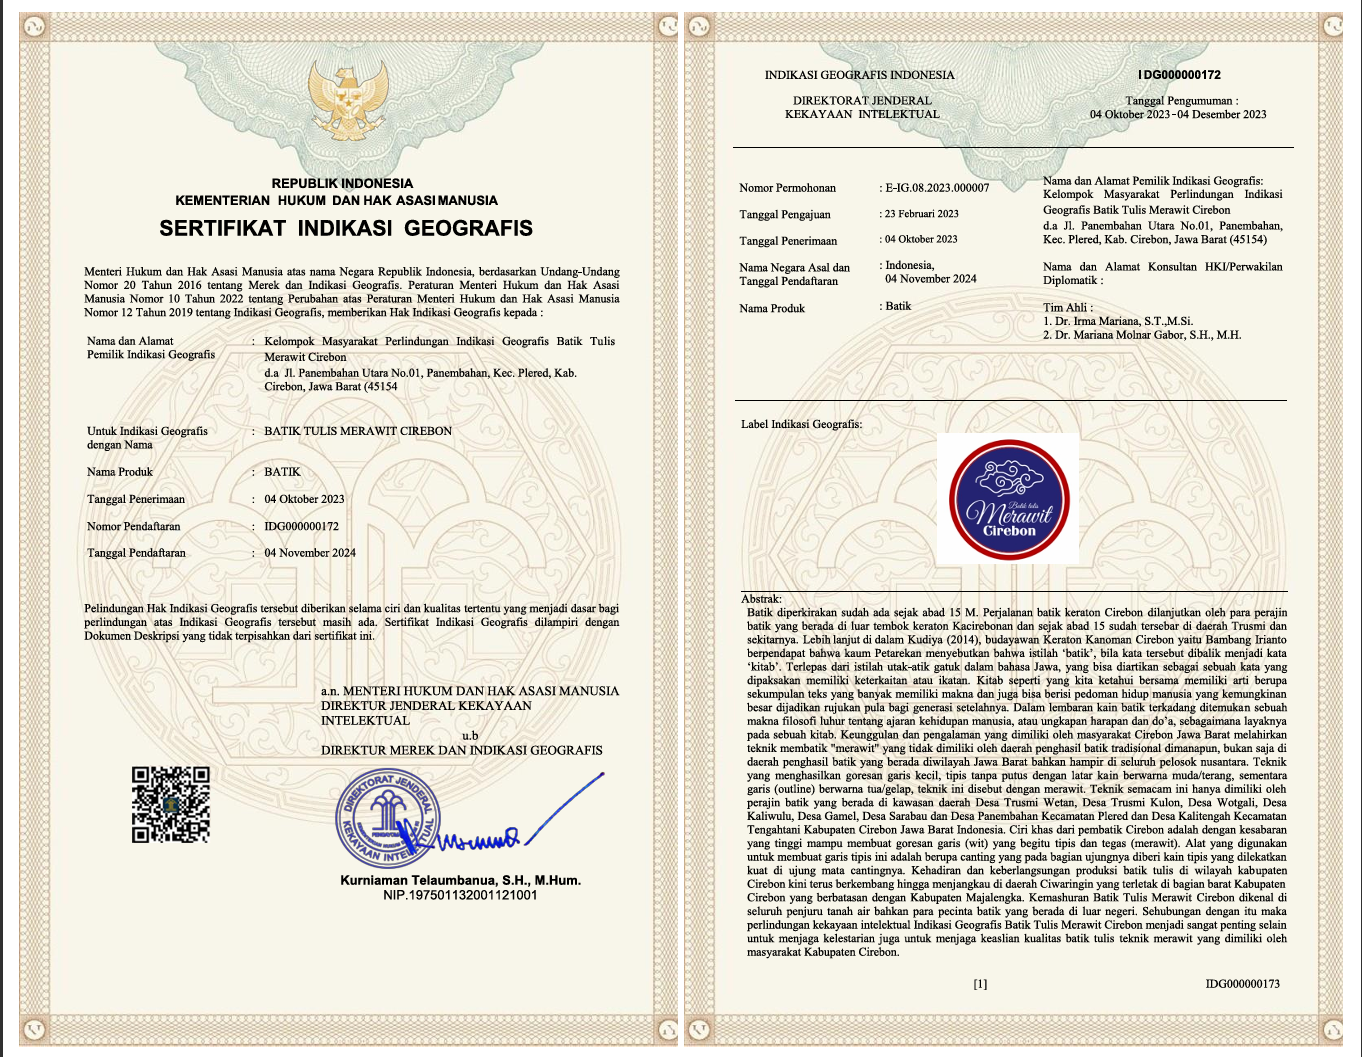 REPUBLIK INDONESIA
KEMENTERIAN HUKUM DAN HAK ASASI MANUSIA
SERTIFIKAT INDIKASI GEOGRAFIS
Menteri Hukum dan Hak Asasi Manusia atas nama Negara Republik Indonesia, berdasarkan Undang-Undang
Nomor 20 Tahun 2016 tentang Merek dan Indikasi Geografis. Peraturan Menteri Hukum dan Hak Asasi
Manusia Nomor 10 Tahun 2022 tentang Perubahan atas Peraturan Menteri Hukum dan Hak Asasi Manusia
Nomor 12 Tahun 2019 tentang Indikasi Geografis, memberikan Hak Indikasi Geografis kepada :
Nama dan Alamat : Kelompok Masyarakat Perlindungan Indikasi Geografis Batik Tulis
Pemilik Indikasi Geografis Merawit Cirebon
d.a Jl. Panembahan Utara No.01, Panembahan, Kec. Plered, Kab.
Cirebon, Jawa Barat (45154
Untuk Indikasi Geografis : BATIK TULIS MERAWIT CIREBON
dengan Nama
Nama Produk : BATIK
Tanggal Penerimaan : 04 Oktober 2023
Nomor Pendaftaran : IDG000000172
Tanggal Pendaftaran : 04 November 2024
Pelindungan Hak Indikasi Geografis tersebut diberikan selama ciri dan kualitas tertentu yang menjadi dasar bagi
perlindungan atas Indikasi Geografis tersebut masih ada. Sertifikat Indikasi Geografis dilampiri dengan
Dokumen Deskripsi yang tidak terpisahkan dari sertifikat ini.
a.n. MENTERI HUKUM DAN HAK ASASI MANUSIA
DIREKTUR JENDERAL KEKAYAAN
INTELEKTUAL
u.b
DIREKTUR MEREK DAN INDIKASI GEOGRAFIS
DIREKTORAT JENDERAL
KEKAYAAN INTELEKTUAL
PENGAYOMAN
Kurniaman Telaumbanua, S.H., M.Hum.
NIP.197501132001121001
INDIKASI GEOGRAFIS INDONESIA
DIREKTORAT JENDERAL
KEKAYAAN INTELEKTUAL
IDG000000172
Tanggal Pengumuman :
04 Oktober 2023-04 Desember 2023
Nomor Permohonan : E-IG.08.2023.000007
Tanggal Pengajuan : 23 Februari 2023
Tanggal Penerimaan : 04 Oktober 2023
Nama Negara Asal dan : Indonesia,
Tanggal Pendaftaran 04 November 2024
Nama Produk : Batik
Nama dan Alamat Pemilik Indikasi Geografis:
Kelompok Masyarakat Perlindungan Indikasi
Geografis Batik Tulis Merawit Cirebon
d.a Jl. Panembahan Utara No.01, Panembahan,
Kec. Plered, Kab. Cirebon, Jawa Barat (45154)
Nama dan Alamat Konsultan HKI/Perwakilan
Diplomatik :
Tim Ahli :
1. Dr. Irma Mariana, S.T.,M.Si.
2. Dr. Mariana Molnar Gabor, S.H., M.H.
Label Indikasi Geografis:
Batik tulis
Merawit
Cirebon
Abstrak:
Batik diperkirakan sudah ada sejak abad 15 M. Perjalanan batik keraton Cirebon dilanjutkan oleh para perajin
batik yang berada di luar tembok keraton Kacirebonan dan sejak abad 15 sudah tersebar di daerah Trusmi dan
sekitarnya. Lebih lanjut di dalam Kudiya (2014), budayawan Keraton Kanoman Cirebon yaitu Bambang Irianto
berpendapat bahwa kaum Petarekan menyebutkan bahwa istilah ‘batik’, bila kata tersebut dibalik menjadi kata
‘kitab’. Terlepas dari istilah utak-atik gatuk dalam bahasa Jawa, yang bisa diartikan sebagai sebuah kata yang
dipaksakan memiliki keterkaitan atau ikatan. Kitab seperti yang kita ketahui bersama memiliki arti berupa
sekumpulan teks yang banyak memiliki makna dan juga bisa berisi pedoman hidup manusia yang kemungkinan
besar dijadikan rujukan pula bagi generasi setelahnya. Dalam lembaran kain batik terkadang ditemukan sebuah
makna filosofi luhur tentang ajaran kehidupan manusia, atau ungkapan harapan dan do’a, sebagaimana layaknya
pada sebuah kitab. Keunggulan dan pengalaman yang dimiliki oleh masyarakat Cirebon Jawa Barat melahirkan
teknik membatik "merawit" yang tidak dimiliki oleh daerah penghasil batik tradisional dimanapun, bukan saja di
daerah penghasil batik yang berada diwilayah Jawa Barat bahkan hampir di seluruh pelosok nusantara. Teknik
yang menghasilkan goresan garis kecil, tipis tanpa putus dengan latar kain berwarna muda/terang, sementara
garis (outline) berwarna tua/gelap, teknik ini disebut dengan merawit. Teknik semacam ini hanya dimiliki oleh
perajin batik yang berada di kawasan daerah Desa Trusmi Wetan, Desa Trusmi Kulon, Desa Wotgali, Desa
Kaliwulu, Desa Gamel, Desa Sarabau dan Desa Panembahan Kecamatan Plered dan Desa Kalitengah Kecamatan
Tengahtani Kabupaten Cirebon Jawa Barat Indonesia. Ciri khas dari pembatik Cirebon adalah dengan kesabaran
yang tinggi mampu membuat goresan garis (wit) yang begitu tipis dan tegas (merawit). Alat yang digunakan
untuk membuat garis tipis ini adalah berupa canting yang pada bagian ujungnya diberi kain tipis yang dilekatkan
kuat di ujung mata cantingnya. Kehadiran dan keberlangsungan produksi batik tulis di wilayah kabupaten
Cirebon kini terus berkembang hingga menjangkau di daerah Ciwaringin yang terletak di bagian barat Kabupaten
Cirebon yang berbatasan dengan Kabupaten Majalengka. Kemashuran Batik Tulis Merawit Cirebon dikenal di
seluruh penjuru tanah air bahkan para pecinta batik yang berada di luar negeri. Sehubungan dengan itu maka
perlindungan kekayaan intelektual Indikasi Geografis Batik Tulis Merawit Cirebon menjadi sangat penting selain
untuk menjaga kelestarian juga untuk menjaga keaslian kualitas batik tulis teknik merawit yang dimiliki oleh
masyarakat Kabupaten Cirebon.
[1]
IDG000000173